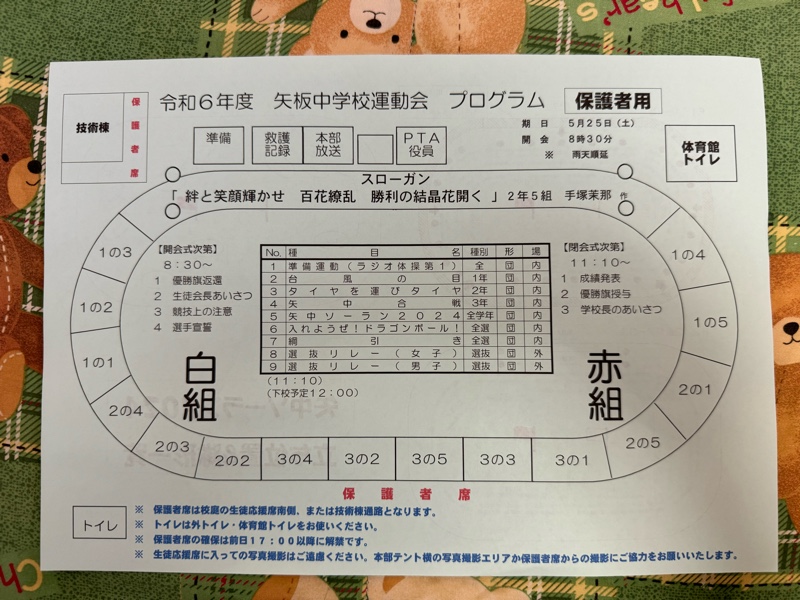 令和6年度 矢板中学校運動会 プログラム 保護者用
期日 5月25日(土)
開会 8時30分
※ 雨天順延
技術棟
保護者席
準備
救護
記録
本部
放送
PTA
役員
体育館
トイレ
スローガン
「 絆と笑顔輝かせ 百花繚乱 勝利の結晶花開く 」 2年5組 手塚茉那 作
1の3
1の2
1の1
2の4
2の3
2の2
3の4
3の2
3の5
3の3
3の1
2の5
2の1
1の5
1の4
【開会式次第】
8:30~
1 優勝旗返還
2 生徒会長あいさつ
3 競技上の注意
4 選手宣誓
白組
No. 種目名 種別 形 場
1 準備運動(ラジオ体操第1) 全 団 内
2 台風の目 1年 団 内
3 タイヤを運びタイヤ 2年 団 内
4 矢中合戦 3年 団 内
5 矢中ソーラン2024 全学年 団 内
6 入れようぜ!ドラゴンボール! 全選 団 内
7 綱引き 全選 団 内
8 選抜リレー(女子) 選抜 団 外
9 選抜リレー(男子) 選抜 団 外
(11:10)
(下校予定12:00)
【閉会式次第】
11:10~
1 成績発表
2 優勝旗授与
3 学校長のあいさつ
赤組
保護者席
トイレ
※ 保護者席は校庭の生徒応援席南側、または技術棟通路となります。
※ トイレは外トイレ・体育館トイレをお使いください。
※ 保護者席の確保は前日17:00以降に解禁です。
※ 生徒応援席に入っての写真撮影はご遠慮ください。本部テント横の写真撮影エリアか保護者席からの撮影にご協力をお願いいたします。